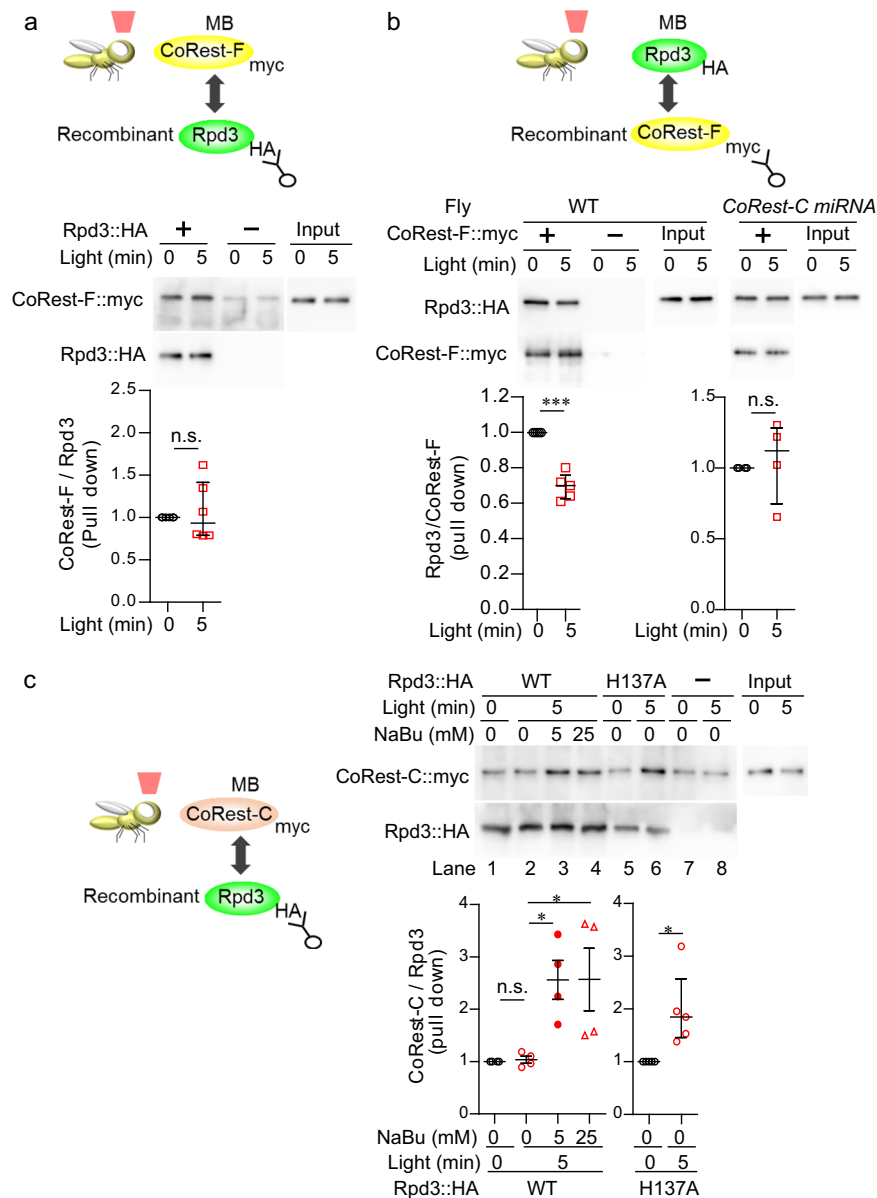 a
MB
CoRest-F
myc
Recombinant Rpd3
HA
Rpd3::HA + − Input
Light (min) 0 5 0 5 0 5
CoRest-F::myc
Rpd3::HA
CoRest-F / Rpd3
(Pull down)
2.5
2.0
1.5
1.0
0.5
0.0
n.s.
Light (min) 0 5
b
MB
Rpd3
HA
Recombinant CoRest-F
myc
Fly WT CoRest-C miRNA
CoRest-F::myc + − Input + Input
Light (min) 0 5 0 5 0 5 0 5 0 5
Rpd3::HA
CoRest-F::myc
Rpd3/CoRest-F
(pull down)
1.2
1.0
0.8
0.6
0.4
0.2
0.0
***
Light (min) 0 5
1.5
1.0
0.5
0.0
n.s.
Light (min) 0 5
c
MB
CoRest-C
myc
Recombinant Rpd3
HA
Rpd3::HA WT H137A − Input
Light (min) 0 5 0 5 0 5 0 5
NaBu (mM) 0 0 5 25 0 0 0 0
CoRest-C::myc
Rpd3::HA
Lane 1 2 3 4 5 6 7 8
CoRest-C / Rpd3
(pull down)
4
3
2
1
0
n.s.
*
*
4
3
2
1
0
*
NaBu (mM) 0 0 5 25 0 0
Light (min) 0 5 0 5
Rpd3::HA WT H137A